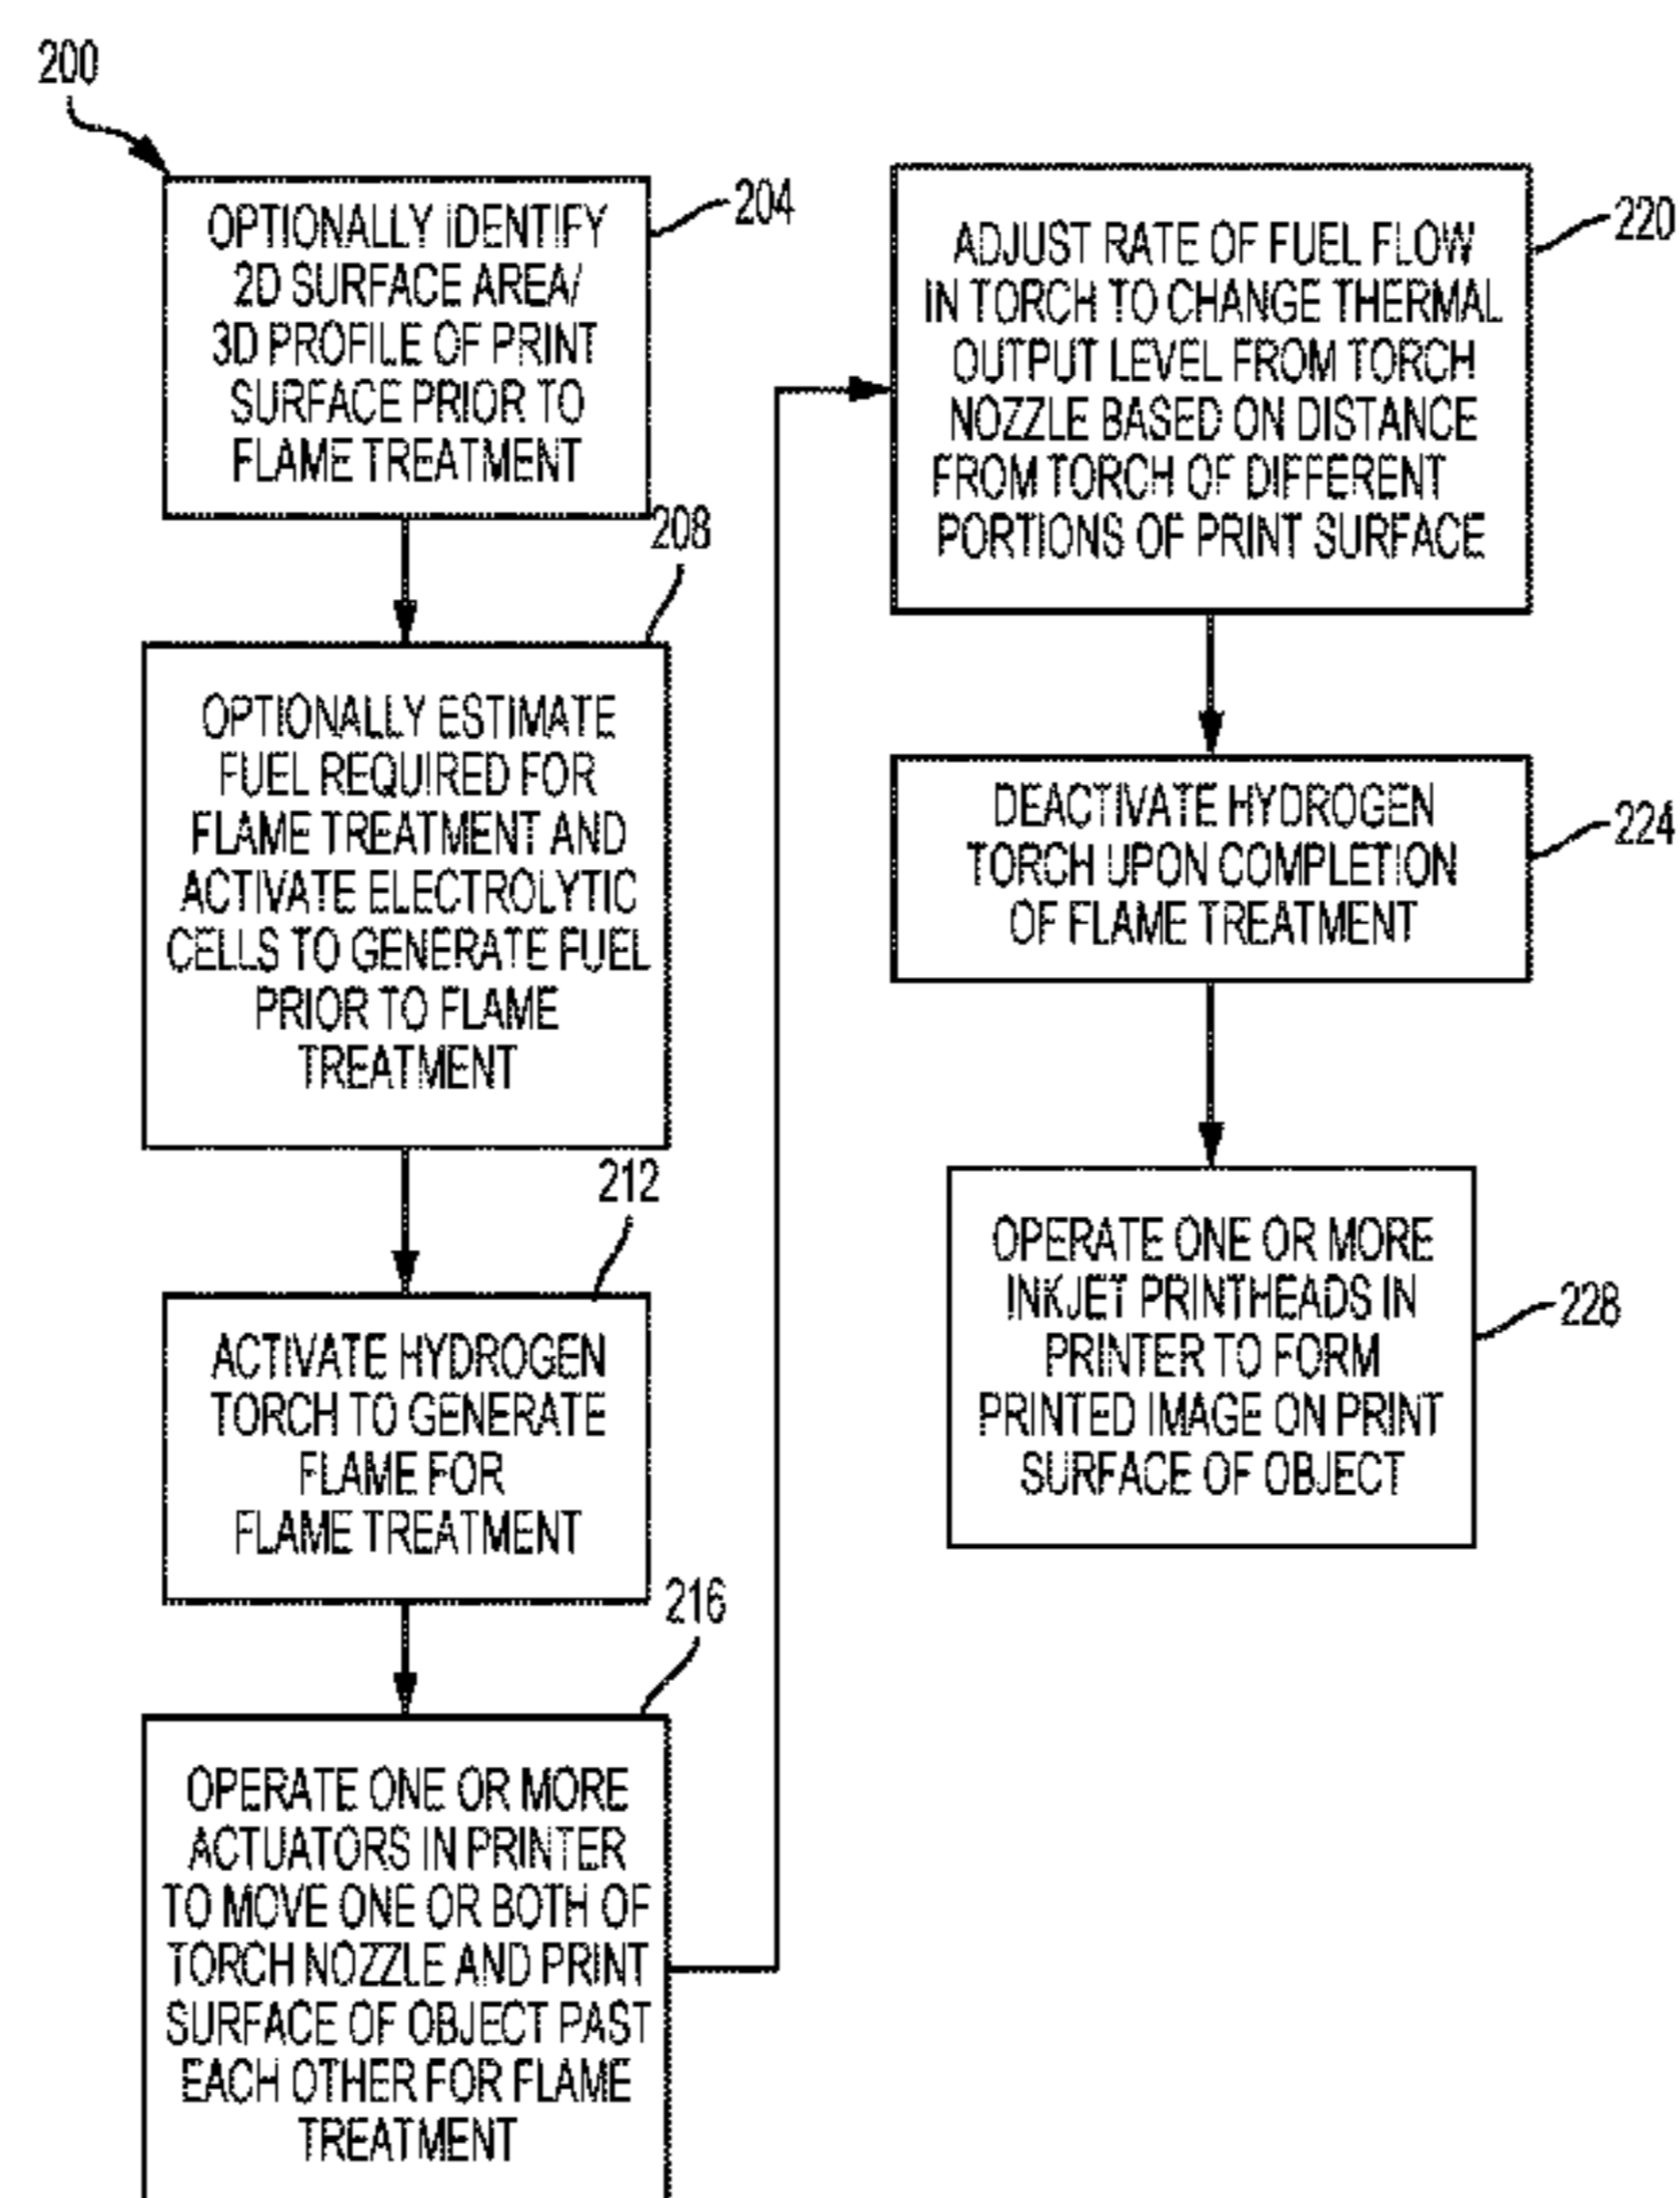 200
OPTIONALLY IDENTIFY
2D SURFACE AREA/
3D PROFILE OF PRINT
SURFACE PRIOR TO
FLAME TREATMENT
204
208
OPTIONALLY ESTIMATE
FUEL REQUIRED FOR
FLAME TREATMENT AND
ACTIVATE ELECTROLYTIC
CELLS TO GENERATE FUEL
PRIOR TO FLAME
TREATMENT
212
ACTIVATE HYDROGEN
TORCH TO GENERATE
FLAME FOR
FLAME TREATMENT
216
OPERATE ONE OR MORE
ACTUATORS IN PRINTER
TO MOVE ONE OR BOTH OF
TORCH NOZZLE AND PRINT
SURFACE OF OBJECT PAST
EACH OTHER FOR FLAME
TREATMENT
ADJUST RATE OF FUEL FLOW
IN TORCH TO CHANGE THERMAL
OUTPUT LEVEL FROM TORCH
NOZZLE BASED ON DISTANCE
FROM TORCH OF DIFFERENT
PORTIONS OF PRINT SURFACE
220
DEACTIVATE HYDROGEN
TORCH UPON COMPLETION
OF FLAME TREATMENT
224
OPERATE ONE OR MORE
INKJET PRINTHEADS IN
PRINTER TO FORM
PRINTED IMAGE ON PRINT
SURFACE OF OBJECT
228